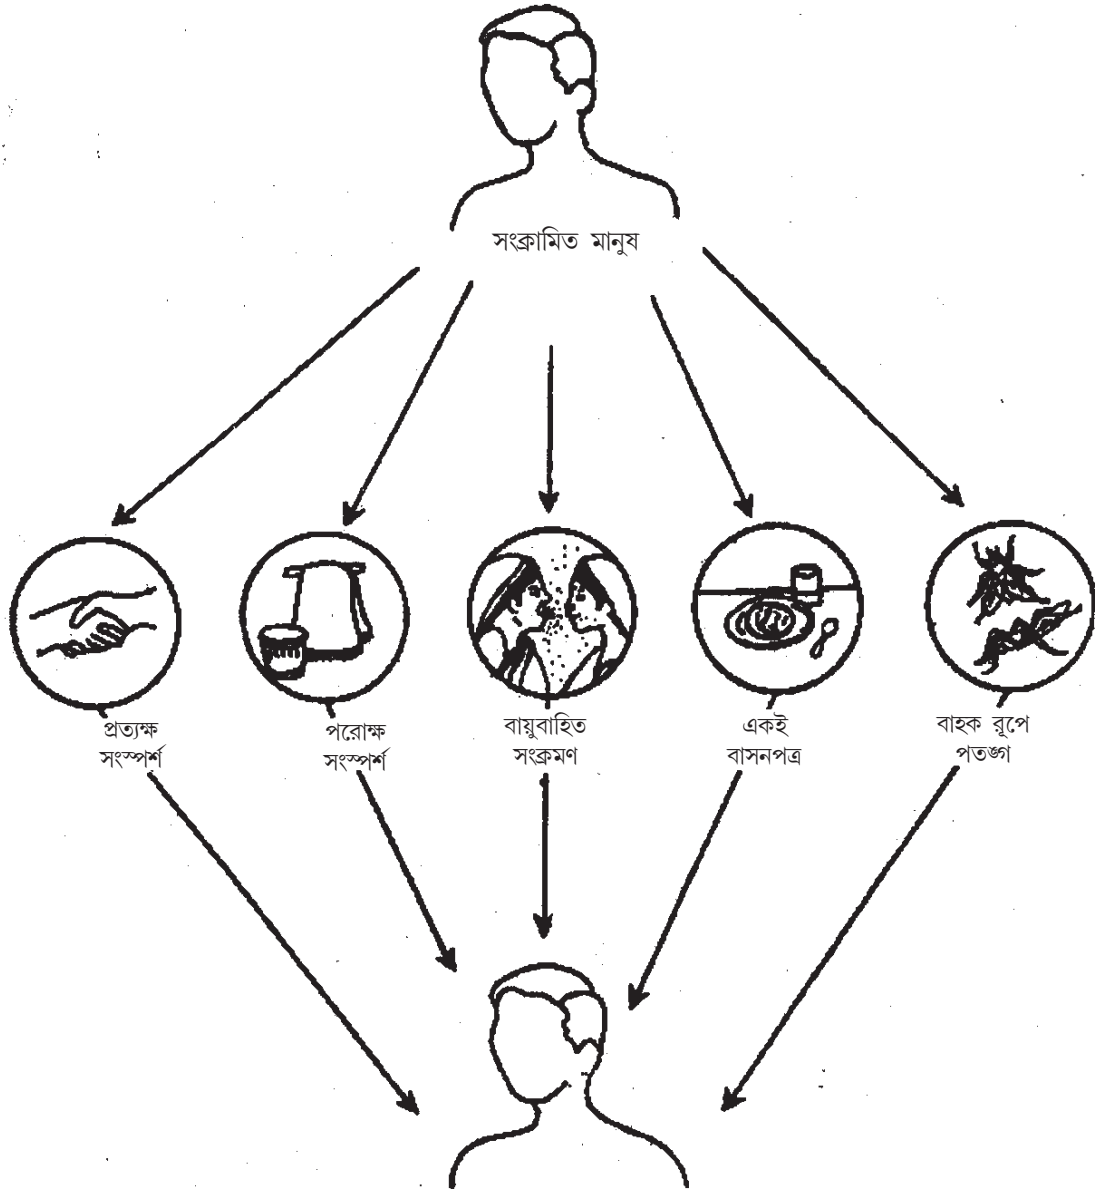 সংক্রামিত মানুষ
প্রত্যক্ষ
সংস্পর্শ
পরোক্ষ
সংস্পর্শ
বায়ুবাহিত
সংক্রমণ
একই
বাসনপত্র
বাহক রূপে
পতঙ্গ